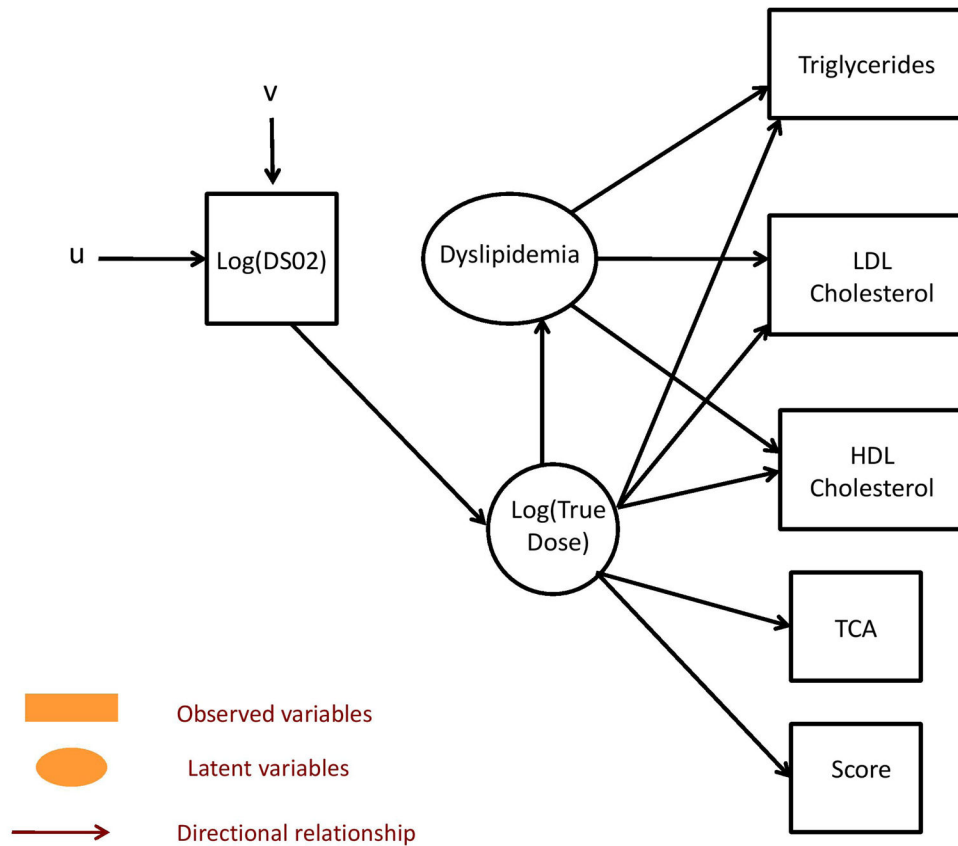 Triglycerides
v
u
Log(DS02)
Dyslipidemia
LDL
Cholesterol
HDL
Cholesterol
Log(True
Dose)
TCA
Score
Observed variables
Latent variables
Directional relationship